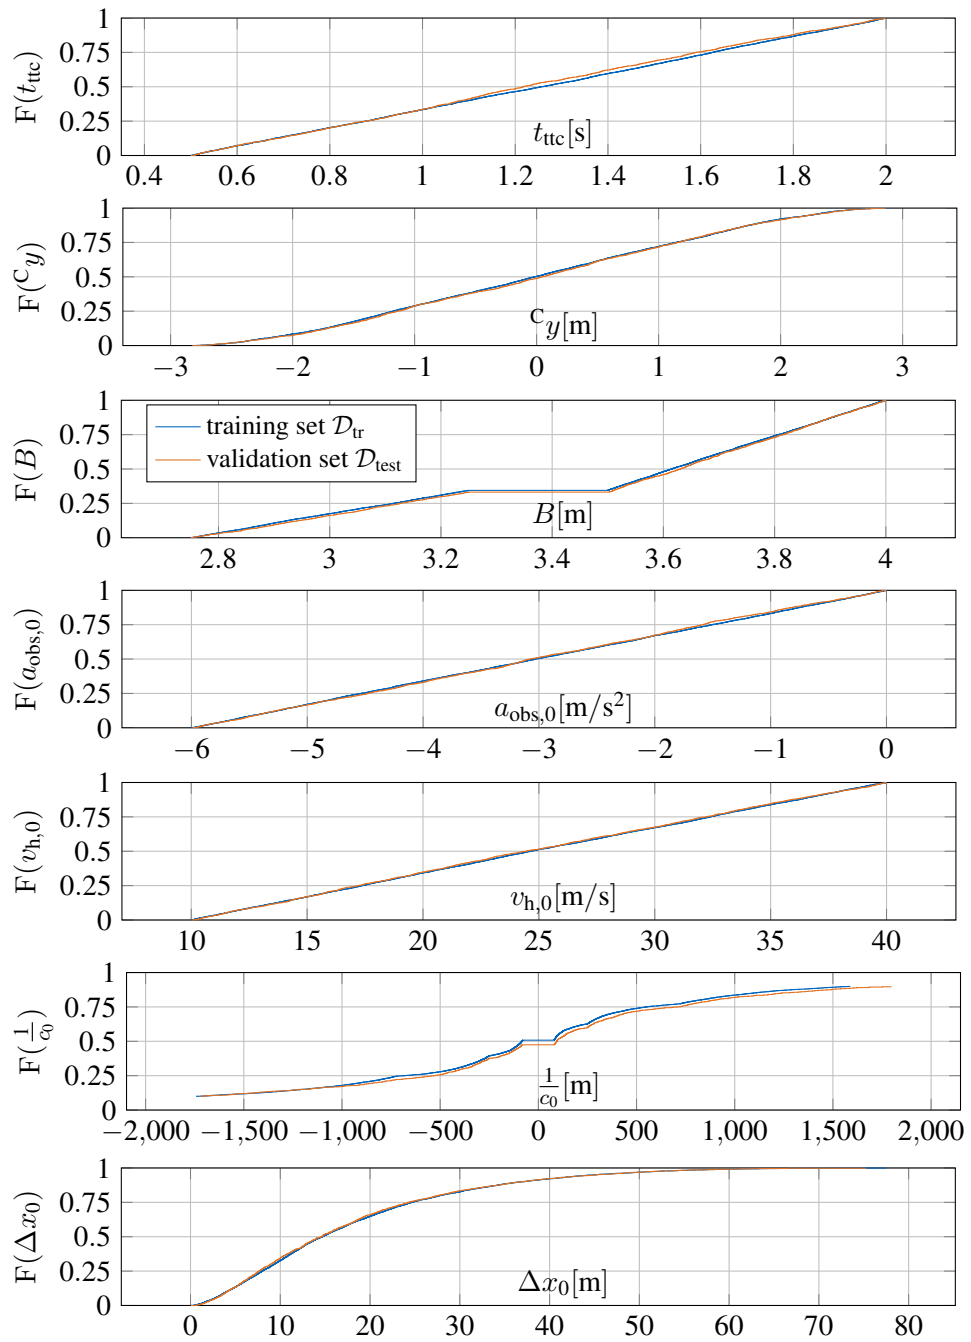 1
0.75
0.5
0.25
0
F(t_ttc)
t_ttc[s]
0.4 0.6 0.8 1 1.2 1.4 1.6 1.8 2
1
0.75
0.5
0.25
0
F(^C y)
^C y[m]
−3 −2 −1 0 1 2 3
1
0.75
0.5
0.25
0
F(B)
training set 𝒟_tr
validation set 𝒟_test
B[m]
2.8 3 3.2 3.4 3.6 3.8 4
1
0.75
0.5
0.25
0
F(a_obs,0)
a_obs,0[m/s²]
−6 −5 −4 −3 −2 −1 0
1
0.75
0.5
0.25
0
F(v_h,0)
v_h,0[m/s]
10 15 20 25 30 35 40
1
0.75
0.5
0.25
0
F(1/c_0)
1/c_0[m]
−2,000 −1,500 −1,000 −500 0 500 1,000 1,500 2,000
1
0.75
0.5
0.25
0
F(Δx_0)
Δx_0[m]
0 10 20 30 40 50 60 70 80